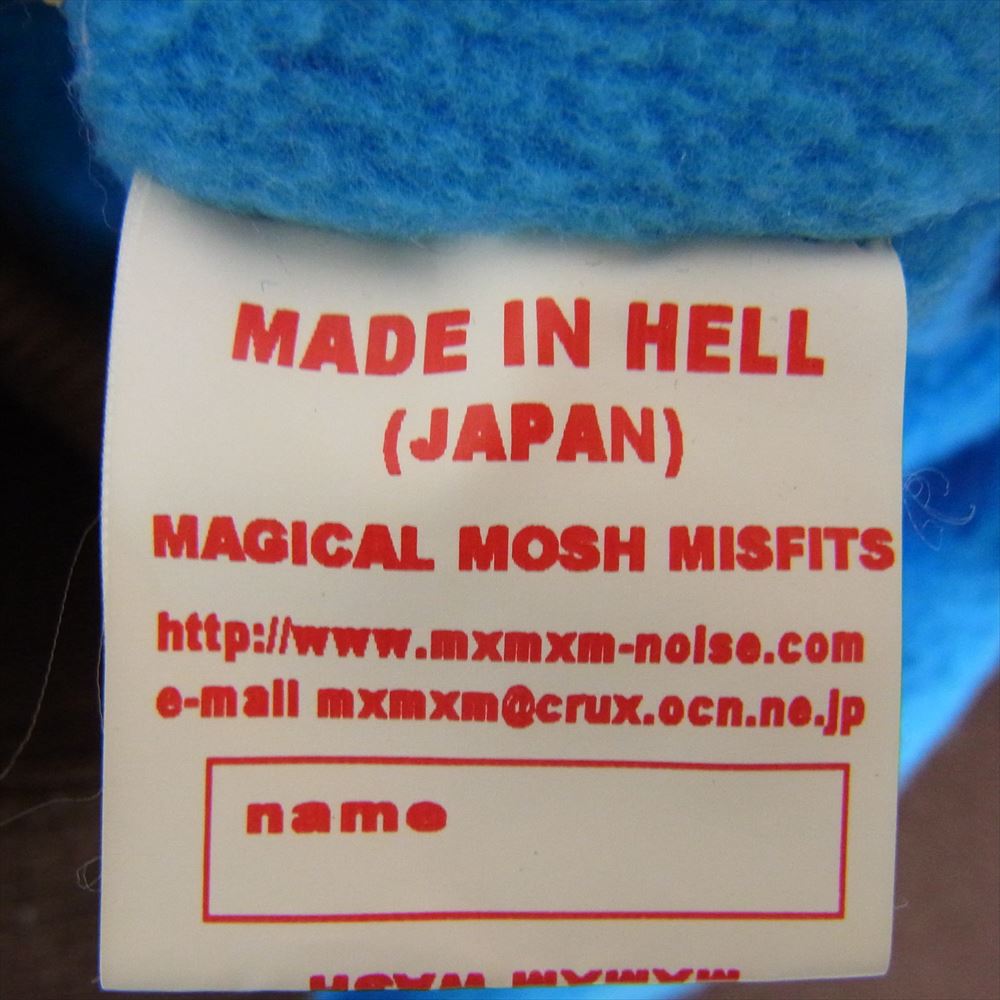 MADE IN HELL
(JAPAN)
MAGICAL MOSH MISFITS
http://www.mxmxm-noise.com
e-mail mxmxm@crux.ocn.ne.jp
name